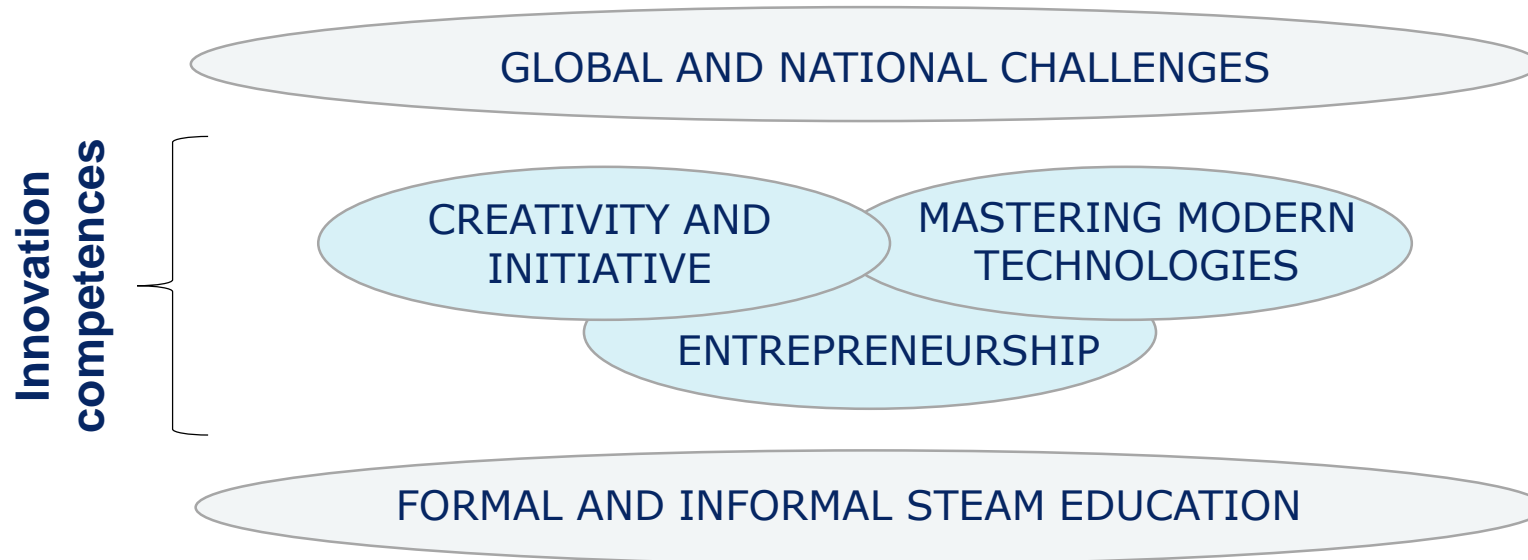 GLOBAL AND NATIONAL CHALLENGES
Innovation
competences
CREATIVITY AND
INITIATIVE
MASTERING MODERN
TECHNOLOGIES
ENTREPRENEURSHIP
FORMAL AND INFORMAL STEAM EDUCATION